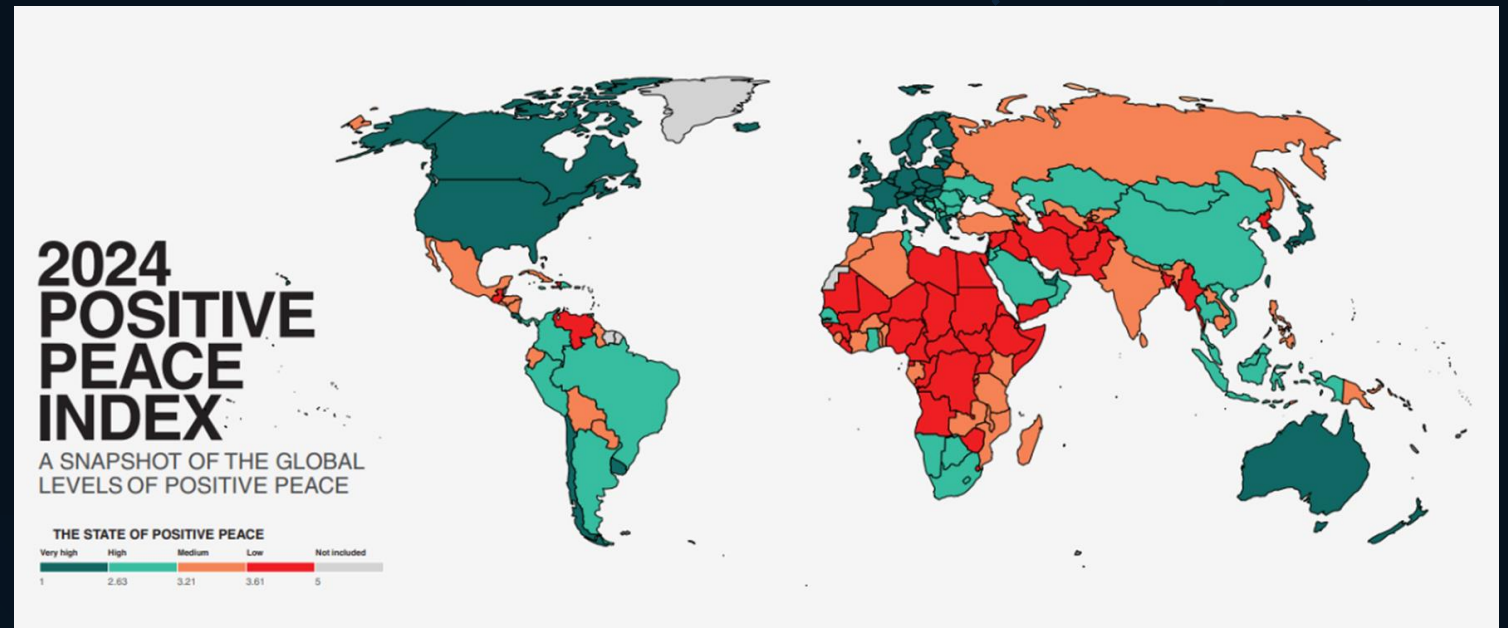 2024
POSITIVE
PEACE
INDEX
A SNAPSHOT OF THE GLOBAL
LEVELS OF POSITIVE PEACE
THE STATE OF POSITIVE PEACE
Very high High Medium Low Not included
1 2.63 3.21 3.61 5